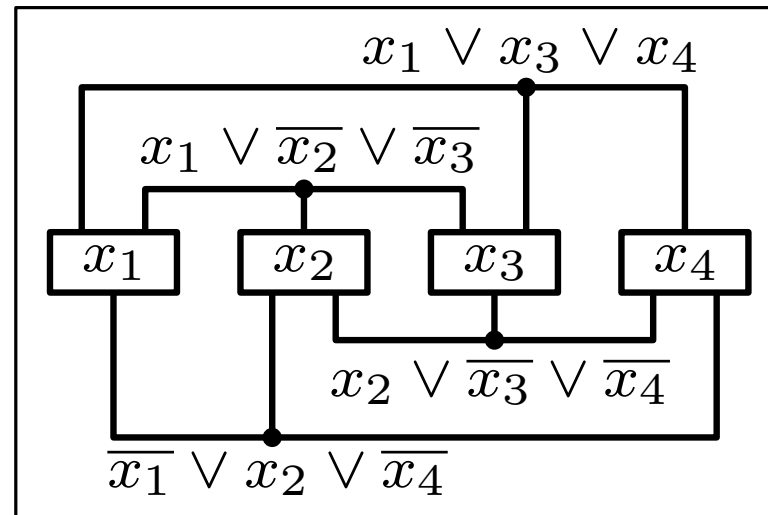 x₁ ∨ x₃ ∨ x₄
x₁ ∨ x̅₂ ∨ x̅₃
x₁ x₂ x₃ x₄
x₂ ∨ x̅₃ ∨ x̅₄
x̅₁ ∨ x₂ ∨ x̅₄